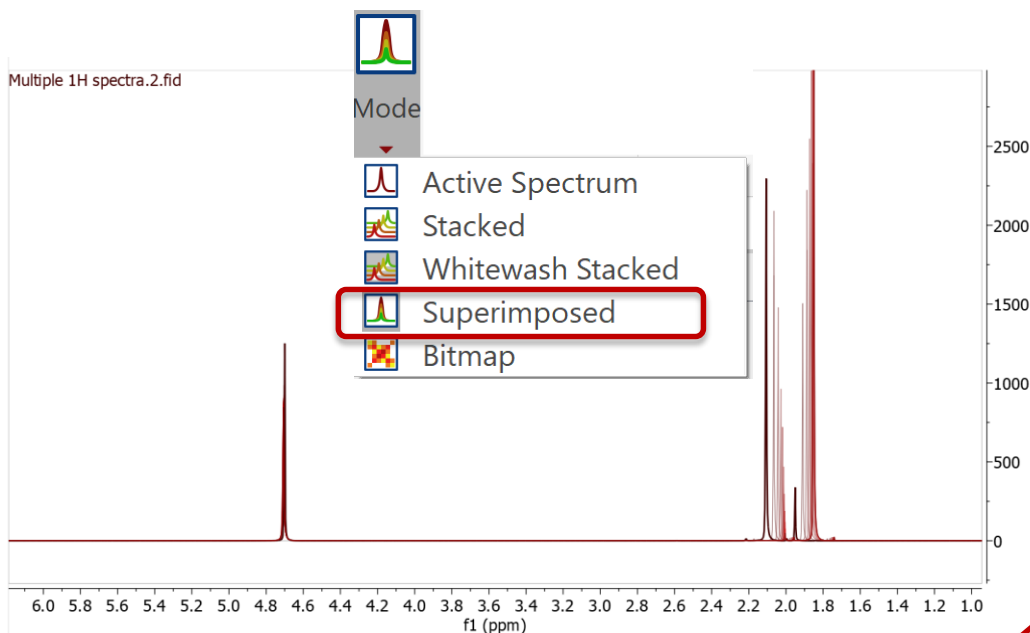 Multiple 1H spectra.2.fid
Mode
Active Spectrum
Stacked
Whitewash Stacked
Superimposed
Bitmap
2500
2000
1500
1000
500
0
6.0 5.8 5.6 5.4 5.2 5.0 4.8 4.6 4.4 4.2 4.0 3.8 3.6 3.4 3.2 3.0 2.8 2.6 2.4 2.2 2.0 1.8 1.6 1.4 1.2 1.0
f1 (ppm)